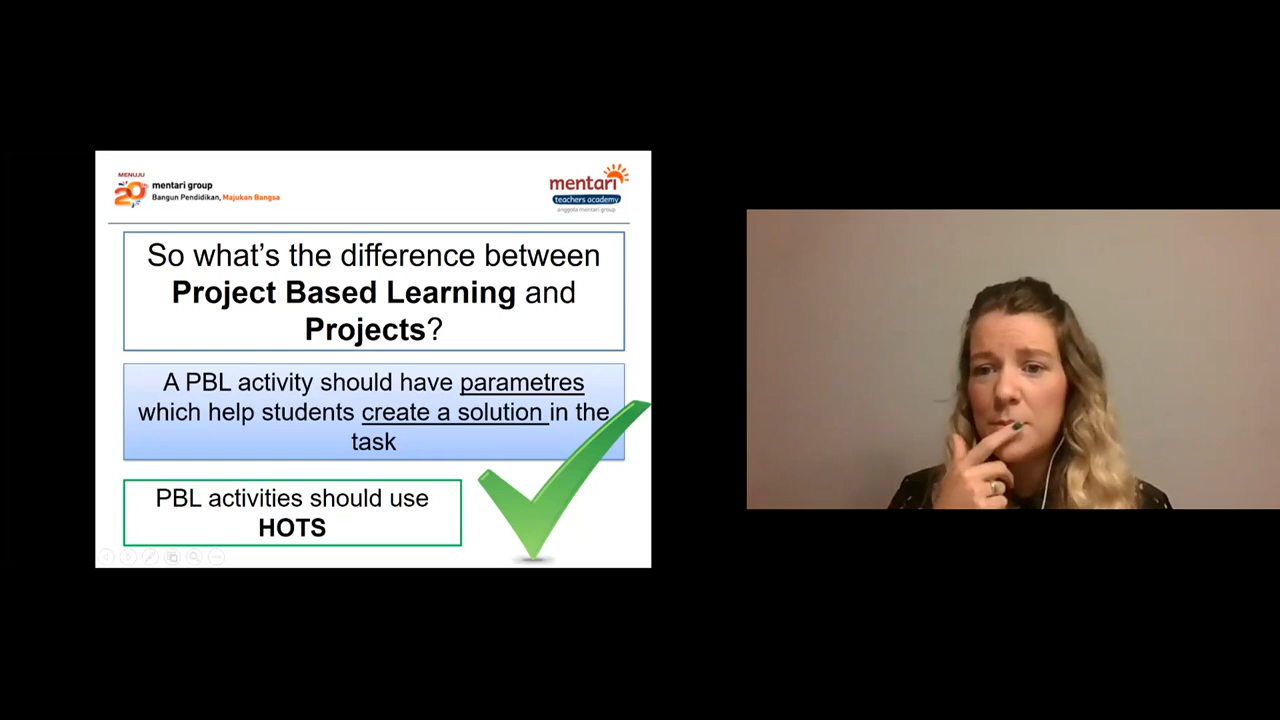 MENUJU
20th
mentari group
Bangun Pendidikan, Majukan Bangsa
mentari
teachers academy
anggota mentari group
So what's the difference between
Project Based Learning and
Projects?
A PBL activity should have parametres
which help students create a solution in the
task
PBL activities should use
HOTS